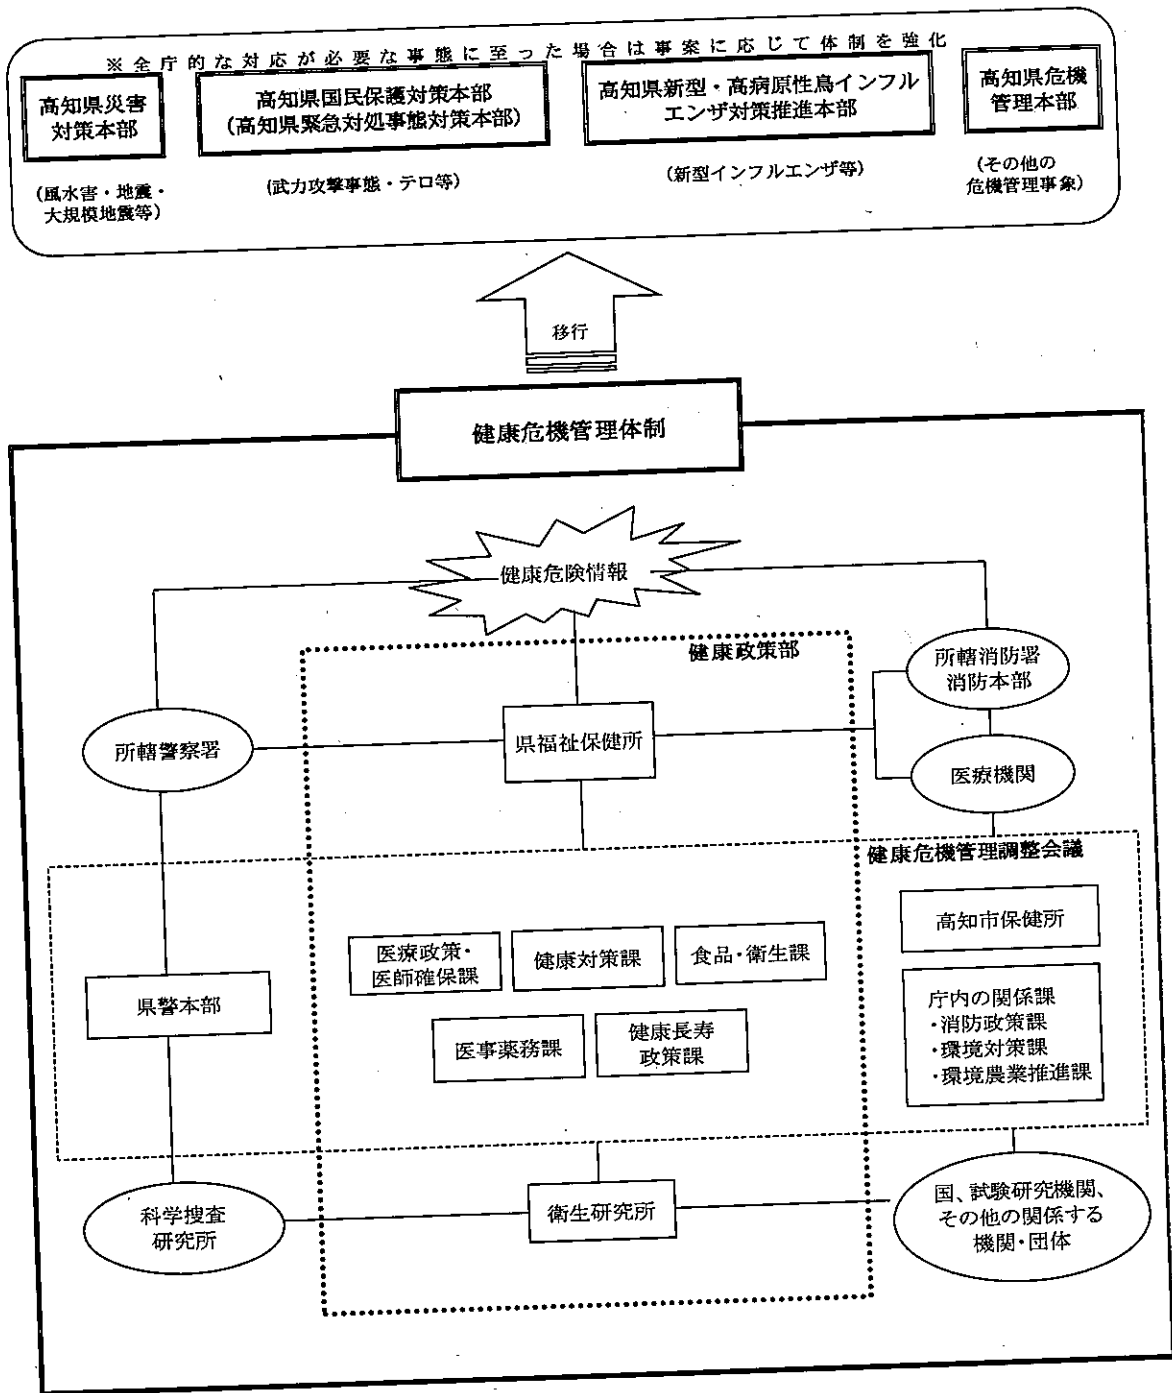 ※全庁的な対応が必要な事態に至った場合は事案に応じて体制を強化
高知県災害
対策本部
高知県国民保護対策本部
(高知県緊急対処事態対策本部)
高知県新型・高病原性鳥インフル
エンザ対策推進本部
高知県危機
管理本部
(風水害・地震・
大規模地震等)
(武力攻撃事態・テロ等)
(新型インフルエンザ等)
(その他の
危機管理事象)
移行
健康危機管理体制
健康危険情報
健康政策部
所轄消防署
消防本部
所轄警察署
県福祉保健所
医療機関
健康危機管理調整会議
高知市保健所
医療政策・
医師確保課
健康対策課
食品・衛生課
県警本部
医事薬務課
健康長寿
政策課
庁内の関係課
・消防政策課
・環境対策課
・環境農業推進課
科学捜査
研究所
衛生研究所
国、試験研究機関、
その他の関係する
機関・団体